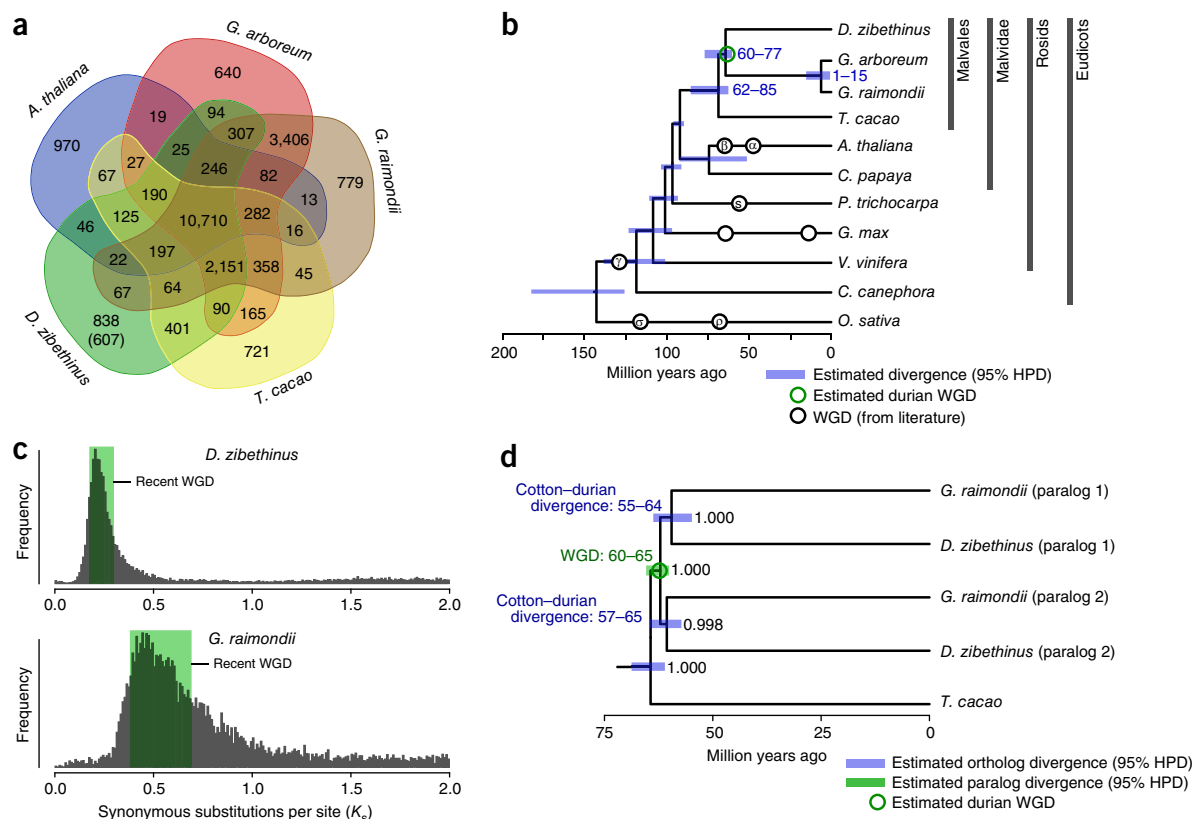 a
G. arboreum
A. thaliana
G. raimondii
D. zibethinus
T. cacao
640
19
94
970
25
307
3,406
67
27
246
82
779
190
13
125
10,710
282
46
16
197
22
2,151
358
45
67
64
838
(607)
401
90
165
721
b
D. zibethinus
G. arboreum
G. raimondii
T. cacao
A. thaliana
C. papaya
P. trichocarpa
G. max
V. vinifera
C. canephora
O. sativa
60–77
1–15
62–85
β
α
s
γ
σ
ρ
Malvales
Malvidae
Rosids
Eudicots
200 150 100 50 0
Million years ago
Estimated divergence (95% HPD)
Estimated durian WGD
WGD (from literature)
c
D. zibethinus
Recent WGD
Frequency
0.0 0.5 1.0 1.5 2.0
G. raimondii
Recent WGD
Frequency
0.0 0.5 1.0 1.5 2.0
Synonymous substitutions per site (Ks)
d
Cotton–durian
divergence: 55–64
WGD: 60–65
Cotton–durian
divergence: 57–65
1.000
1.000
0.998
1.000
G. raimondii (paralog 1)
D. zibethinus (paralog 1)
G. raimondii (paralog 2)
D. zibethinus (paralog 2)
T. cacao
75 50 25 0
Million years ago
Estimated ortholog divergence (95% HPD)
Estimated paralog divergence (95% HPD)
Estimated durian WGD